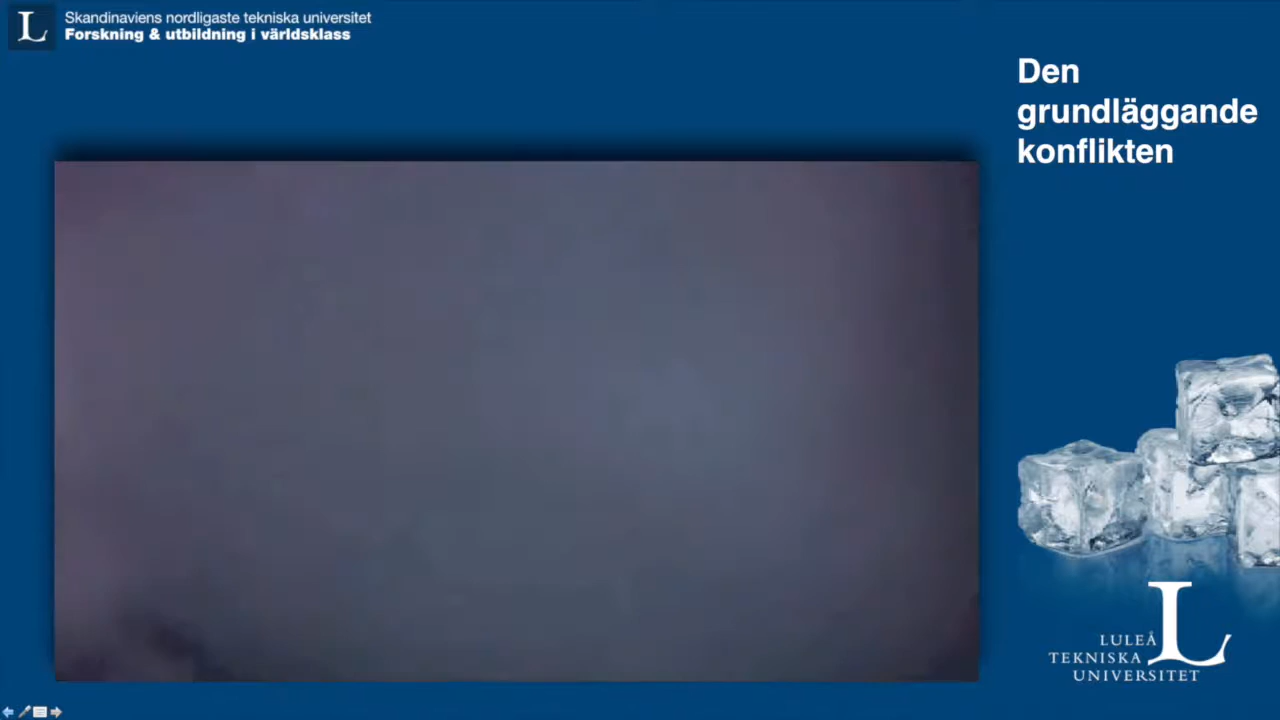 L
Skandinaviens nordligaste tekniska universitet
Forskning & utbildning i världsklass
Den
grundläggande
konflikten
L
LULEÅ
TEKNISKA
UNIVERSITET